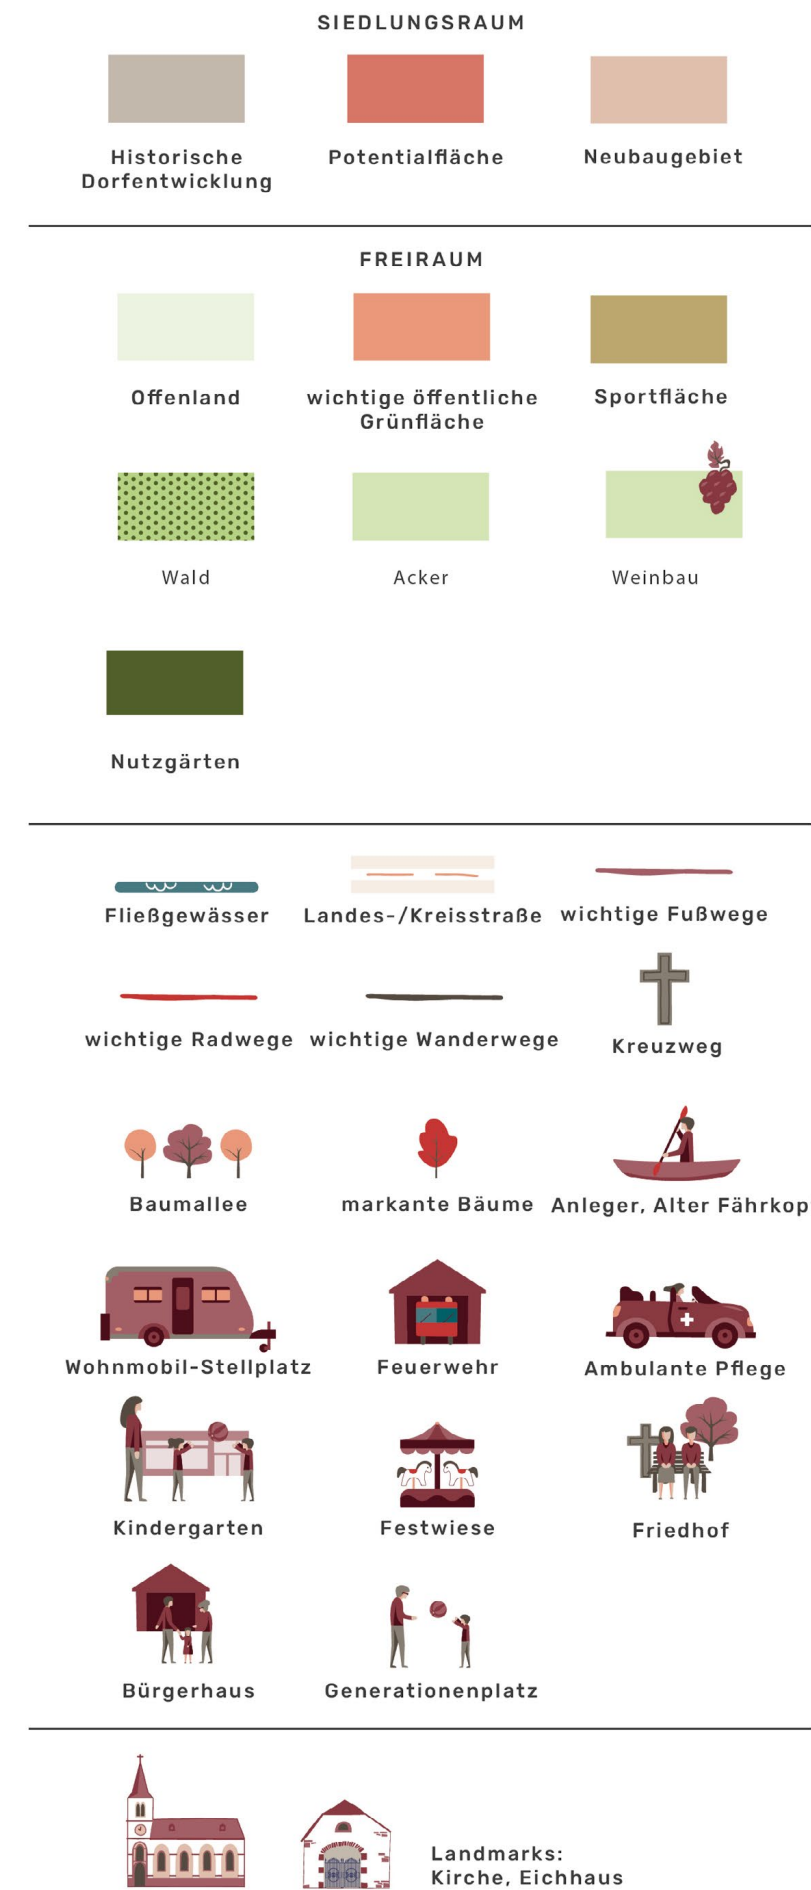 SIEDLUNGSRAUM
Historische
Dorfentwicklung
Potentialfläche
Neubaugebiet
FREIRAUM
Offenland
wichtige öffentliche
Grünfläche
Sportfläche
Wald
Acker
Weinbau
Nutzgärten
Fließgewässer
Landes-/Kreisstraße
wichtige Fußwege
wichtige Radwege
wichtige Wanderwege
Kreuzweg
Baumallee
markante Bäume
Anleger, Alter Fährkop
Wohnmobil-Stellplatz
Feuerwehr
Ambulante Pflege
Kindergarten
Festwiese
Friedhof
Bürgerhaus
Generationenplatz
Landmarks:
Kirche, Eichhaus